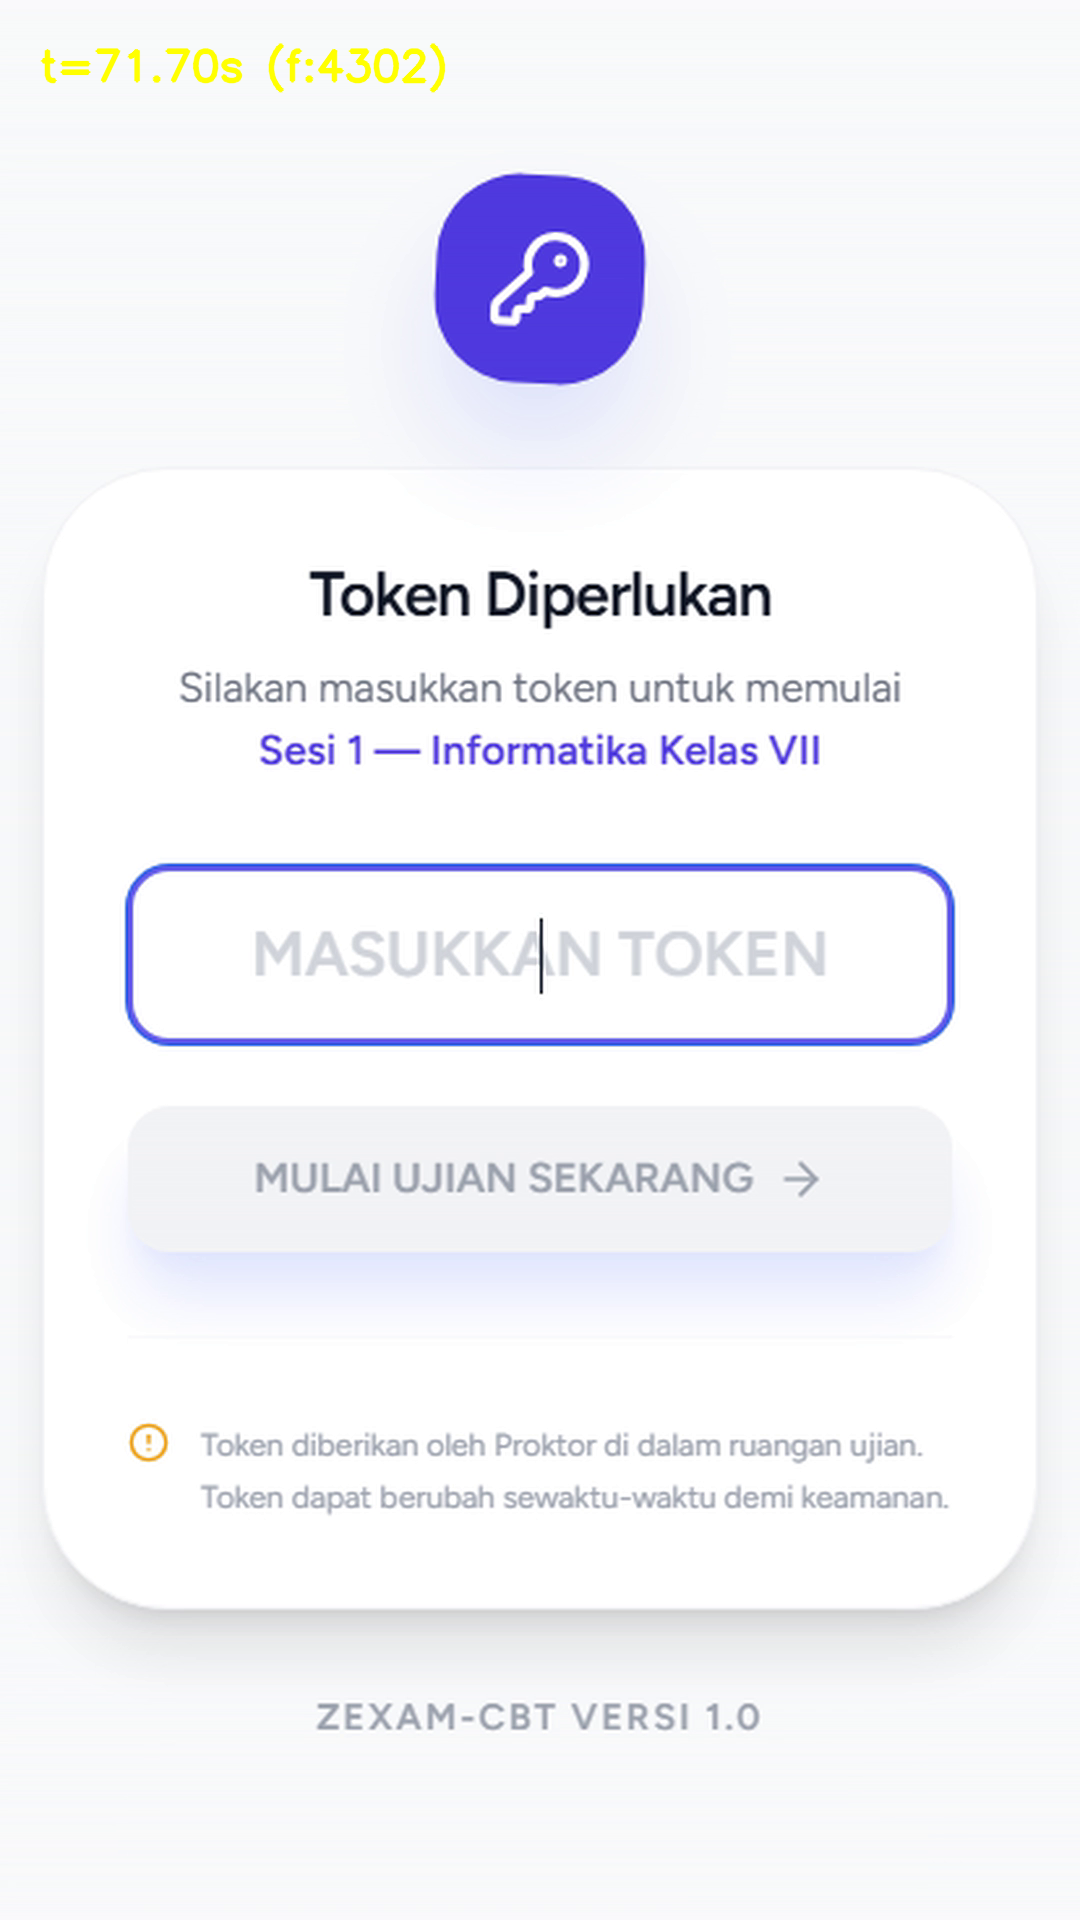 t=71.70s (f:4302)
Token Diperlukan
Silakan masukkan token untuk memulai
Sesi 1 — Informatika Kelas VII
MASUKKAN TOKEN
MULAI UJIAN SEKARANG →
Token diberikan oleh Proktor di dalam ruangan ujian.
Token dapat berubah sewaktu-waktu demi keamanan.
ZEXAM-CBT VERSI 1.0